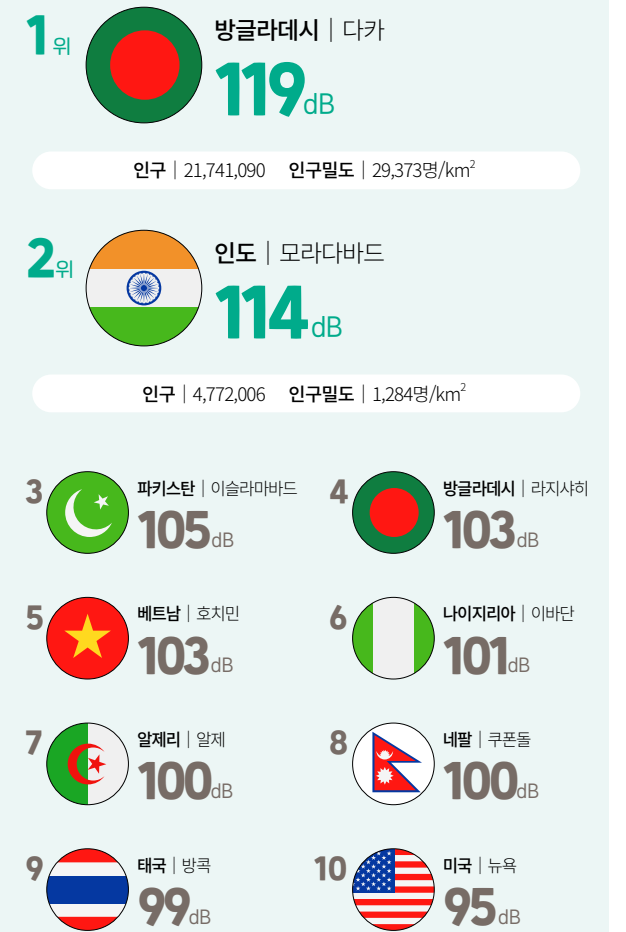 1위
방글라데시 | 다카
119dB
인구 | 21,741,090 인구밀도 | 29,373명/km²
2위
인도 | 모라다바드
114dB
인구 | 4,772,006 인구밀도 | 1,284명/km²
3
파키스탄 | 이슬라마바드
105dB
4
방글라데시 | 라지샤히
103dB
5
베트남 | 호치민
103dB
6
나이지리아 | 이바단
101dB
7
알제리 | 알제
100dB
8
네팔 | 쿠폰돌
100dB
9
태국 | 방콕
99dB
10
미국 | 뉴욕
95dB